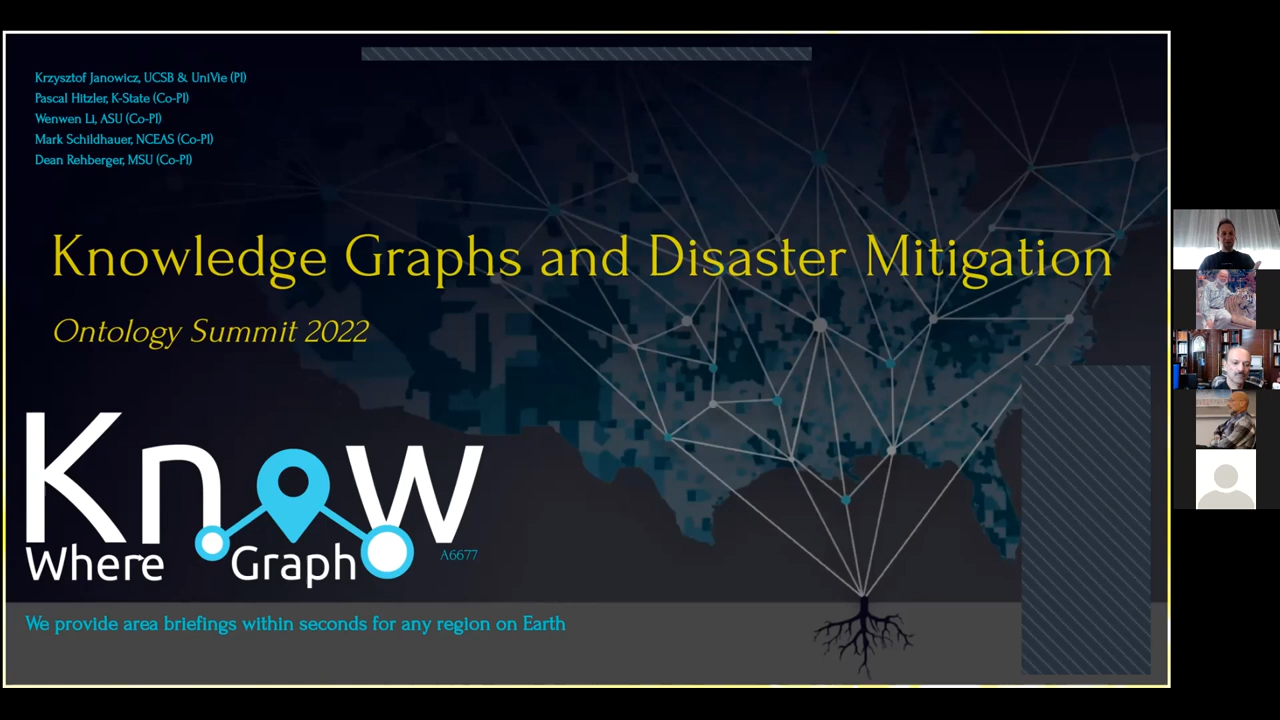 Krzysztof Janowicz, UCSB & UniVie (PI)
Pascal Hitzler, K-State (Co-PI)
Wenwen Li, ASU (Co-PI)
Mark Schildhauer, NCEAS (Co-PI)
Dean Rehberger, MSU (Co-PI)
Knowledge Graphs and Disaster Mitigation
Ontology Summit 2022
Know
Where Graph
A6677
We provide area briefings within seconds for any region on Earth